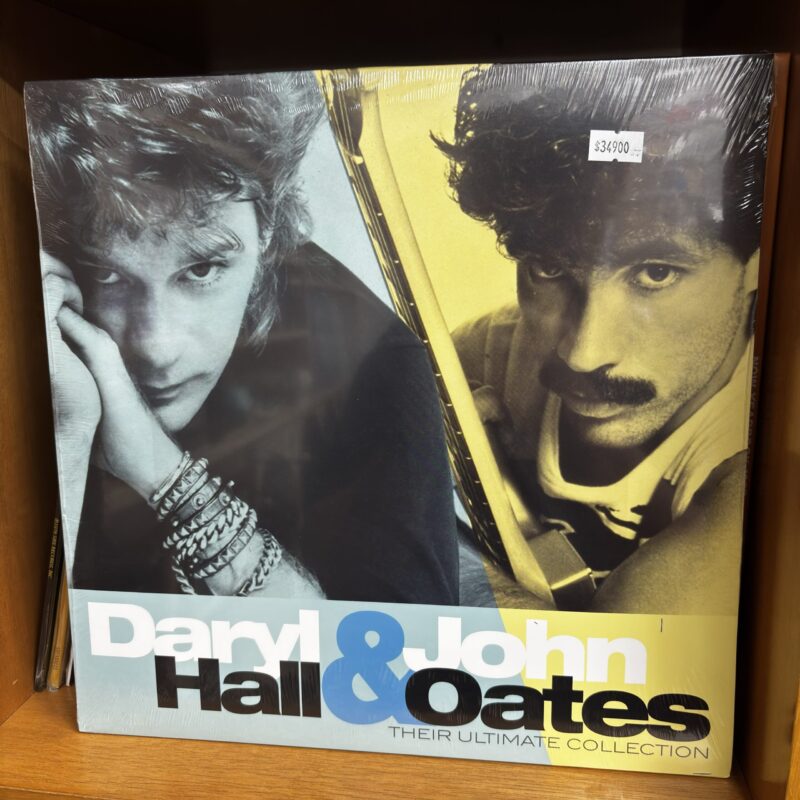 $34900
Daryl & John
Hall & Oates
THEIR ULTIMATE COLLECTION